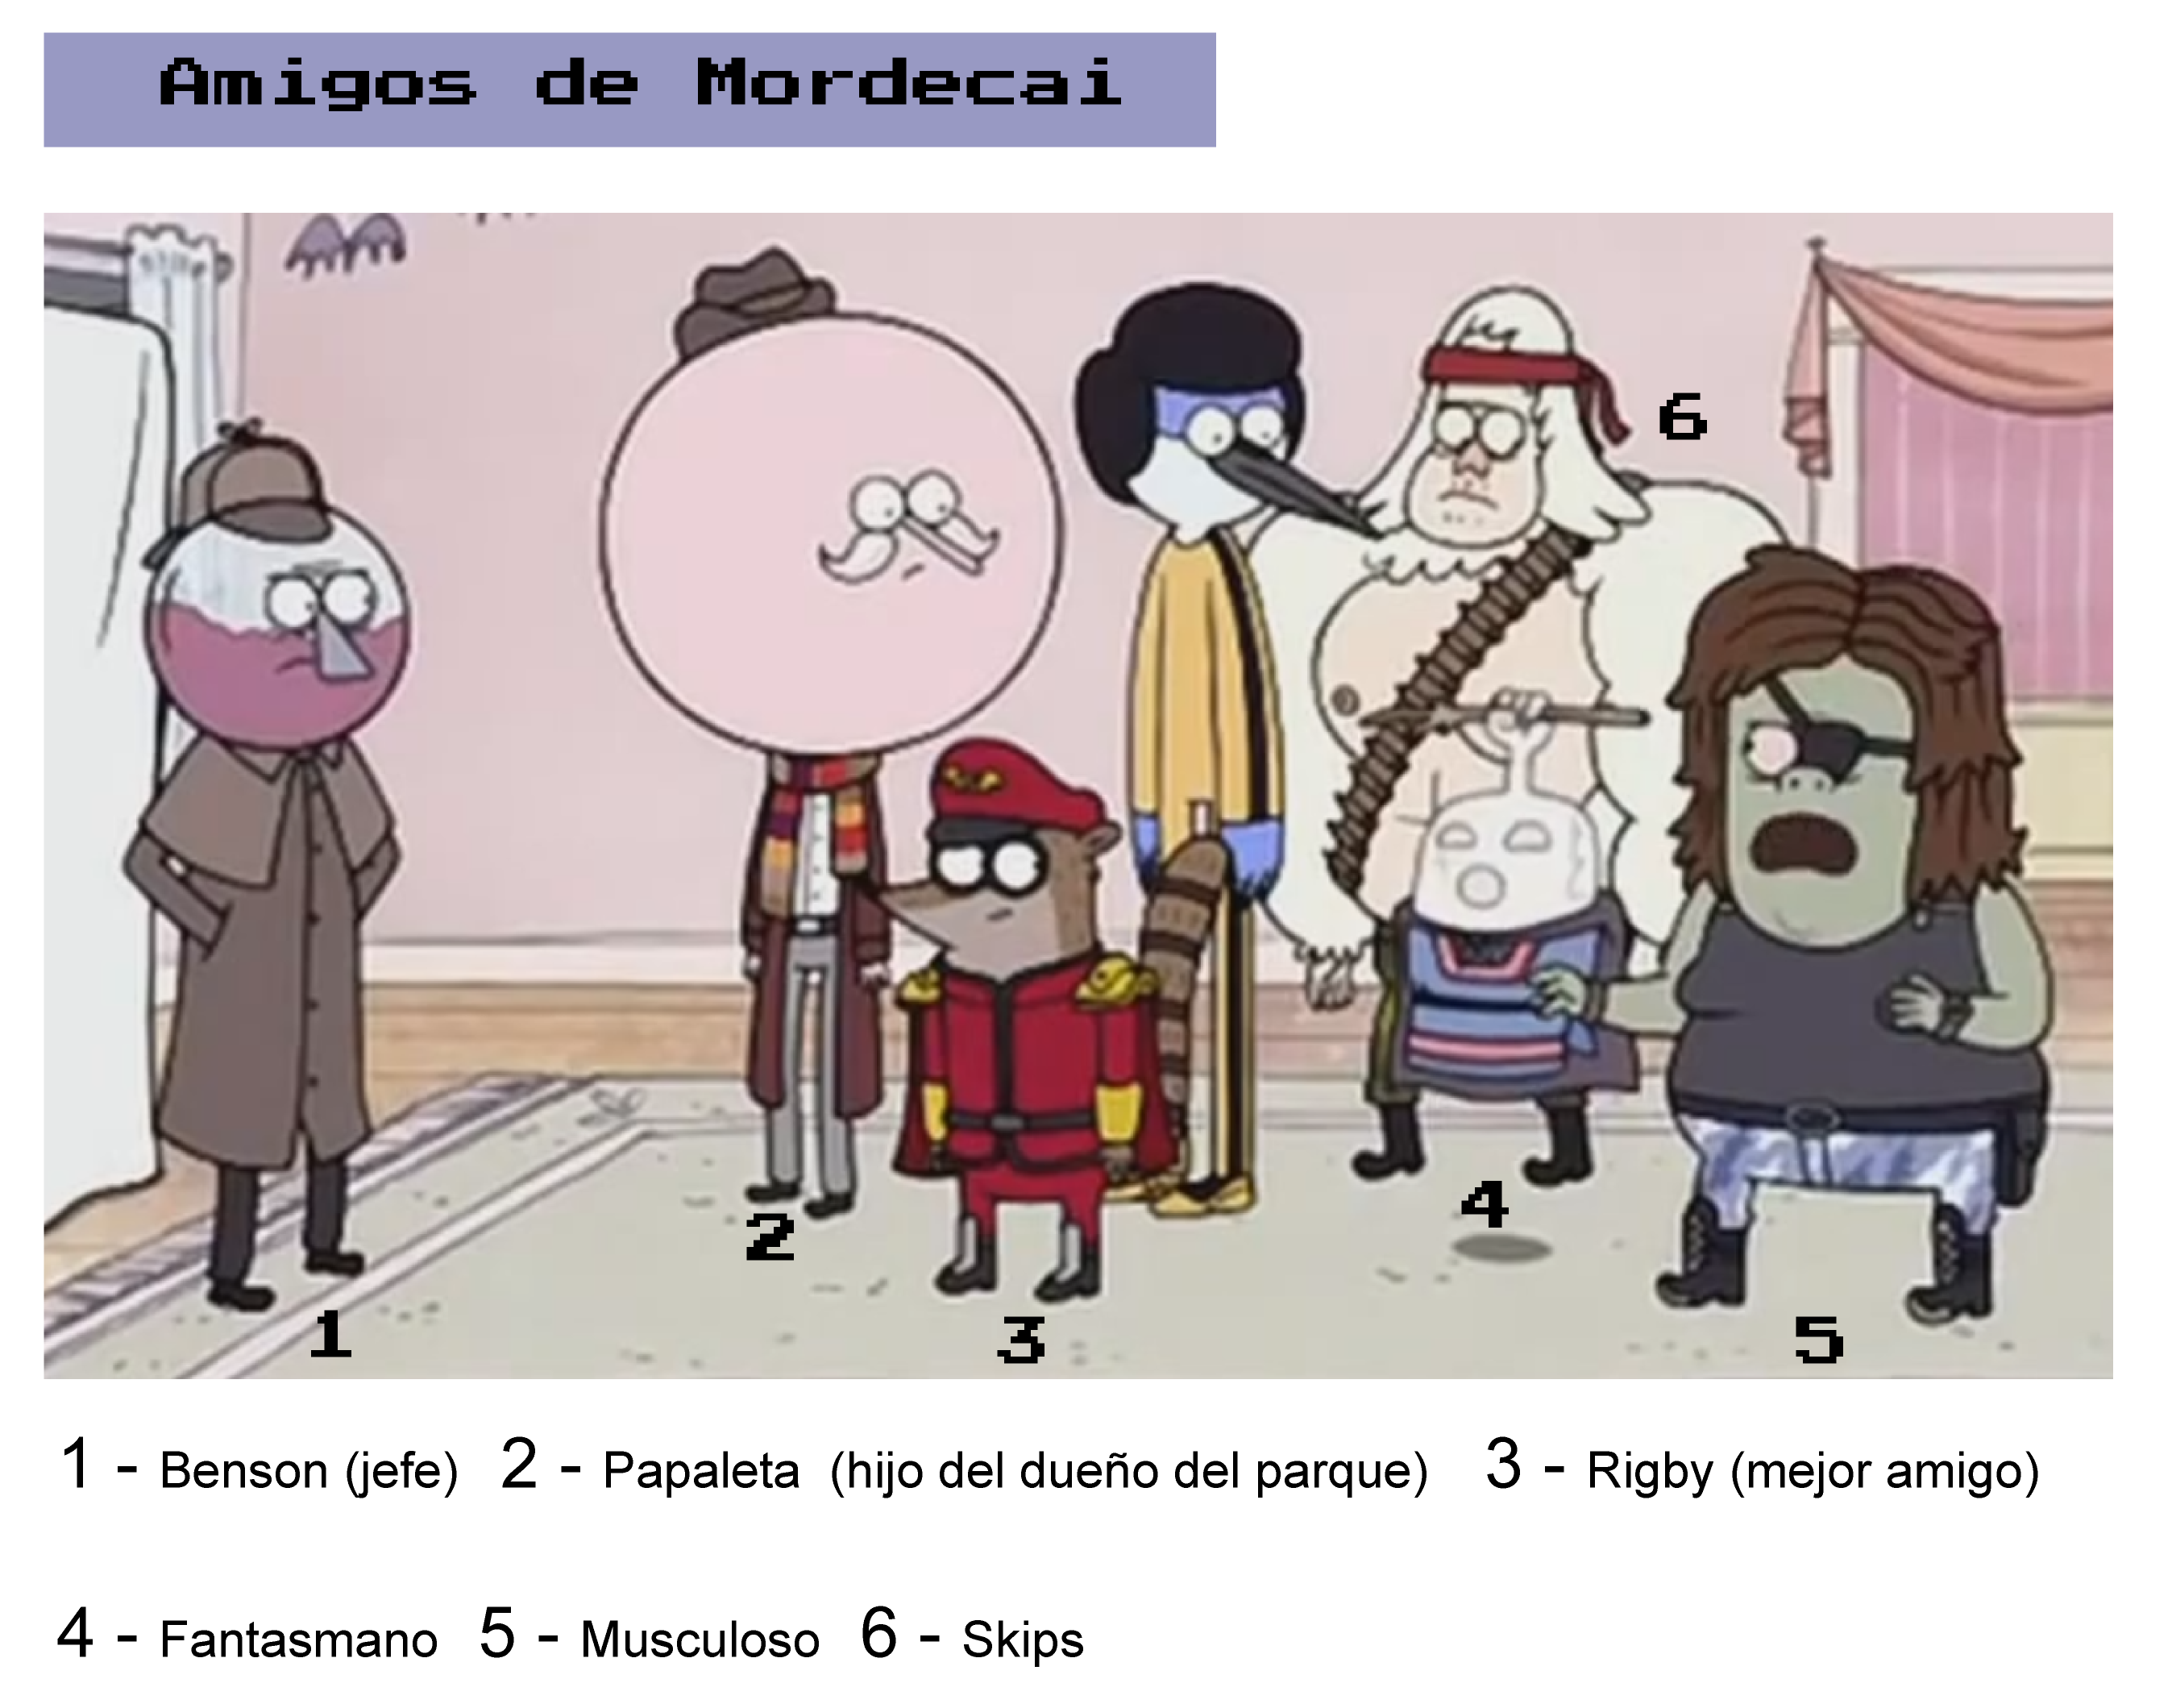 Amigos de Mordecai
6
4
2
1
3
5
1 - Benson (jefe) 2 - Papaleta (hijo del dueño del parque) 3 - Rigby (mejor amigo)
4 - Fantasmano 5 - Musculoso 6 - Skips